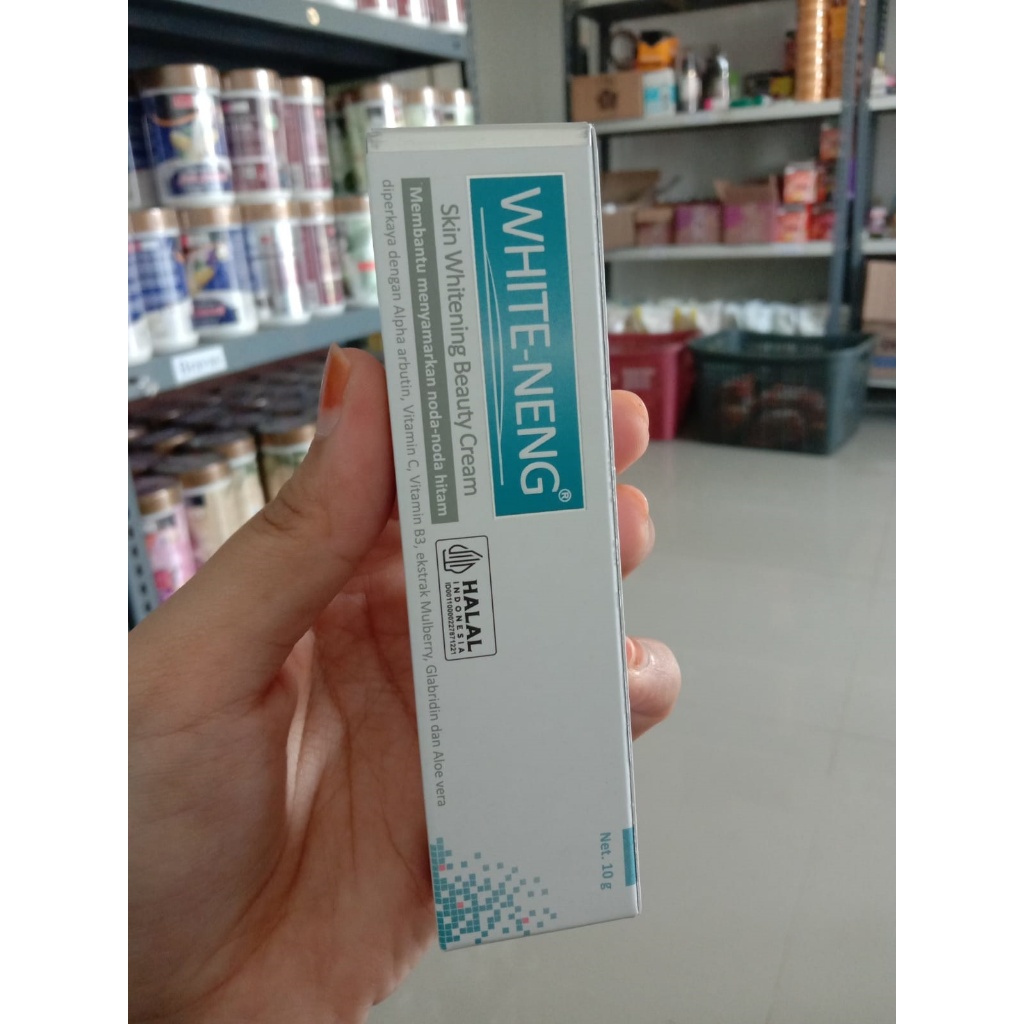 WHITE-NENG®
Skin Whitening Beauty Cream
Membantu menyamarkan noda-noda hitam
diperkaya dengan Alpha arbutin, Vitamin C, Vitamin B3, ekstrak Mulberry, Glabridin dan Aloe vera
HALAL
INDONESIA
Net. 10 g